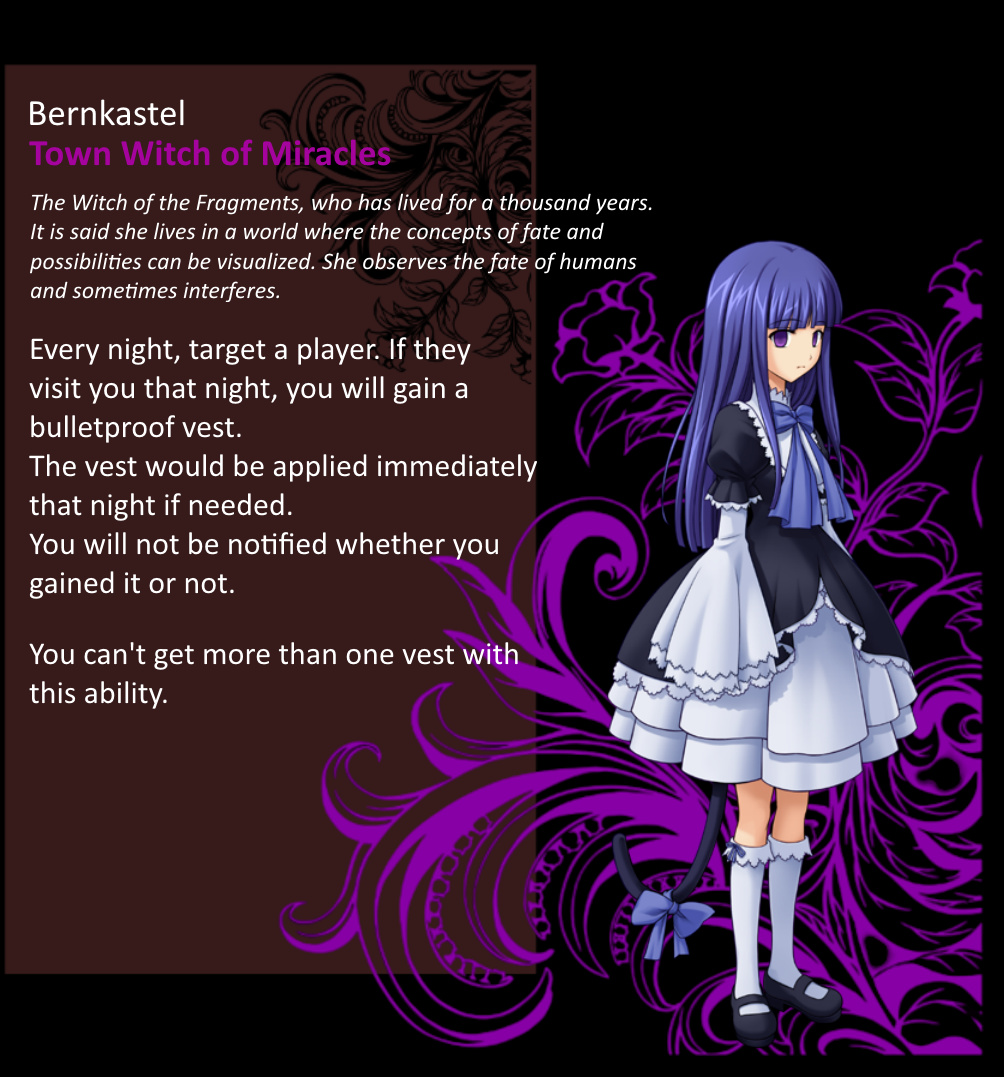 Bernkastel
Town Witch of Miracles
The Witch of the Fragments, who has lived for a thousand years.
It is said she lives in a world where the concepts of fate and
possibilities can be visualized. She observes the fate of humans
and sometimes interferes.
Every night, target a player. If they
visit you that night, you will gain a
bulletproof vest.
The vest would be applied immediately
that night if needed.
You will not be notified whether you
gained it or not.
You can't get more than one vest with
this ability.